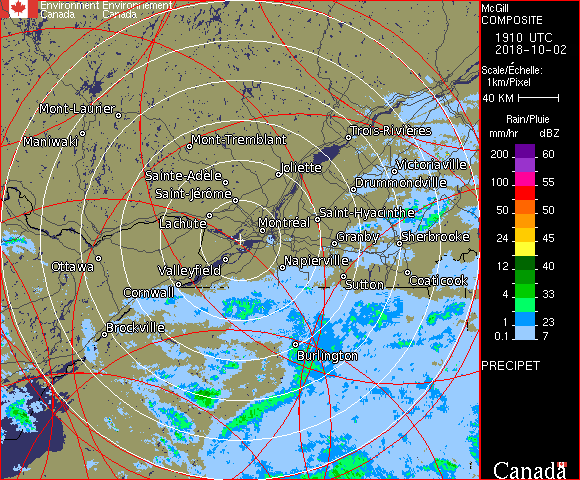 Environment Environnement
Canada Canada
McGill
COMPOSITE
1910 UTC
2018-10-02
Scale/Échelle:
1km/Pixel
40 KM
Rain/Pluie
mm/hr dBZ
200 60
100 55
50 50
24 45
12 40
4 33
1 23
0.1 7
PRECIPET
Canada
Mont-Laurier
Maniwaki
Mont-Tremblant
Trois-Rivières
Sainte-Adèle
Joliette
Victoriaville
Saint-Jérôme
Drummondville
Lachute
Montréal
Saint-Hyacinthe
Granby
Sherbrooke
Ottawa
Valleyfield
Napierville
Cornwall
Sutton
Coaticook
Brockville
Burlington